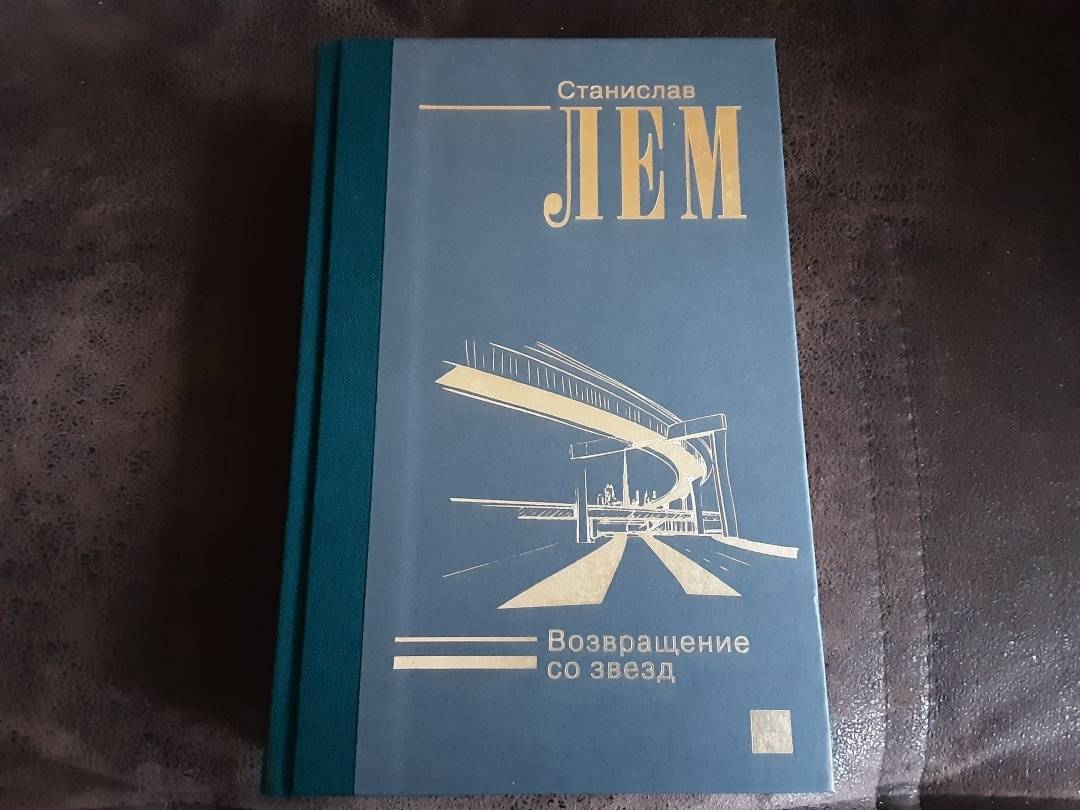 Станислав
ЛЕМ
Возвращение
со звезд